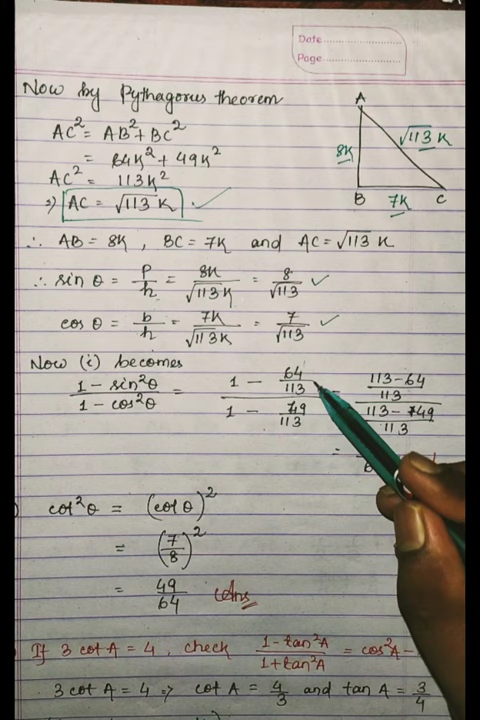 Date
Page
Now by Pythagorus theorem
AC² = AB² + BC²
= 64K² + 49K²
AC² = 113K²
⇒ AC = √113 K
A
8K
√113 K
B 7K C
∴ AB = 8K , BC = 7K and AC = √113 K
∴ sin θ = p/h = 8K/√113K = 8/√113
cos θ = b/h = 7K/√113K = 7/√113
Now (i) becomes
(1 - sin²θ)/(1 - cos²θ) = (1 - 64/113)/(1 - 49/113) = ((113-64)/113)/((113-49)/113)
=
cot²θ = (cot θ)²
= (7/8)²
= 49/64 Ans
If 3 cot A = 4, check (1 - tan²A)/(1 + tan²A) = cos²A -
3 cot A = 4 ⇒ cot A = 4/3 and tan A = 3/4